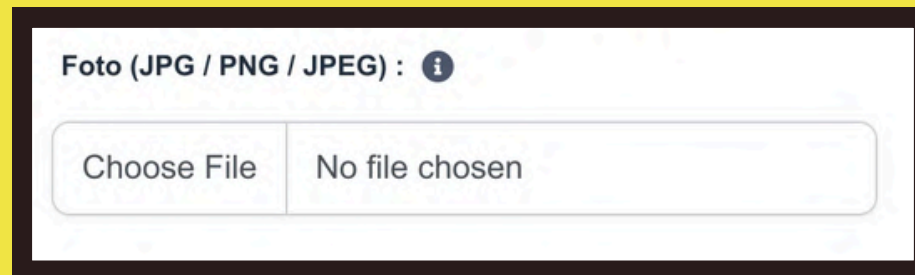 Foto (JPG / PNG / JPEG) :
Choose File No file chosen